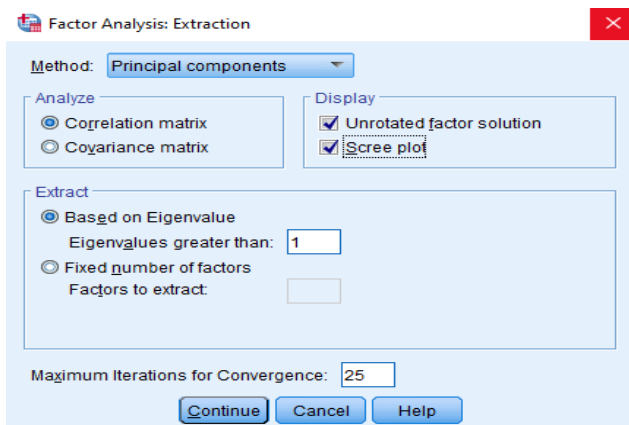 Factor Analysis: Extraction
Method: Principal components
Analyze
Correlation matrix
Covariance matrix
Display
Unrotated factor solution
Scree plot
Extract
Based on Eigenvalue
Eigenvalues greater than: 1
Fixed number of factors
Factors to extract:
Maximum Iterations for Convergence: 25
Continue Cancel Help